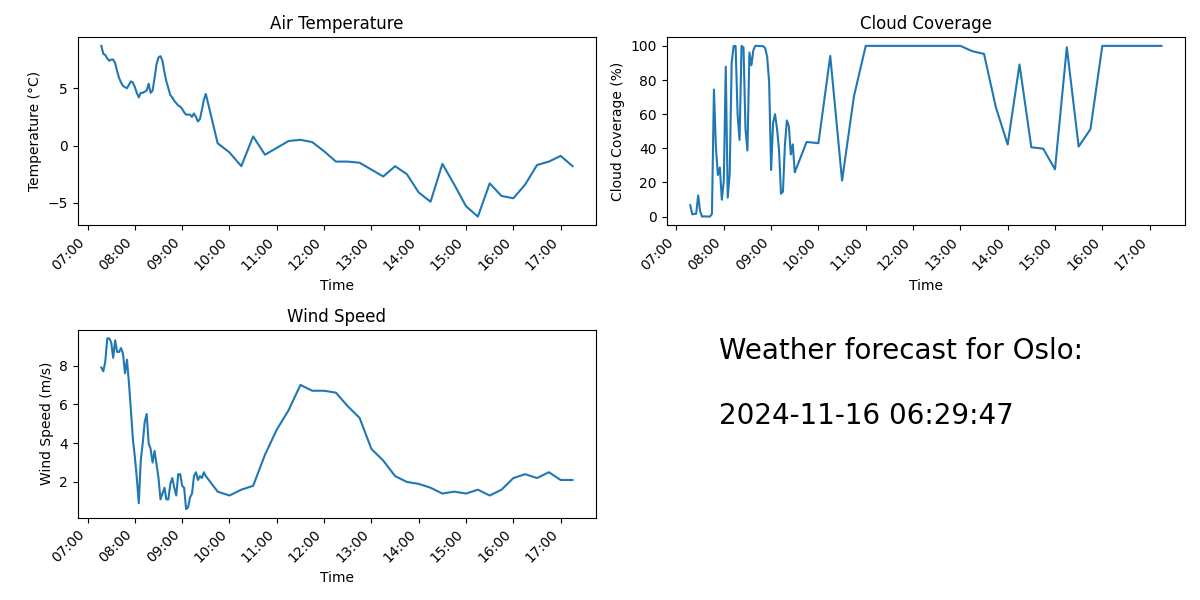 Air Temperature
Temperature (°C)
5
0
−5
07:00 08:00 09:00 10:00 11:00 12:00 13:00 14:00 15:00 16:00 17:00
Time
Cloud Coverage
Cloud Coverage (%)
100
80
60
40
20
0
07:00 08:00 09:00 10:00 11:00 12:00 13:00 14:00 15:00 16:00 17:00
Time
Wind Speed
Wind Speed (m/s)
8
6
4
2
07:00 08:00 09:00 10:00 11:00 12:00 13:00 14:00 15:00 16:00 17:00
Time
Weather forecast for Oslo:
2024-11-16 06:29:47